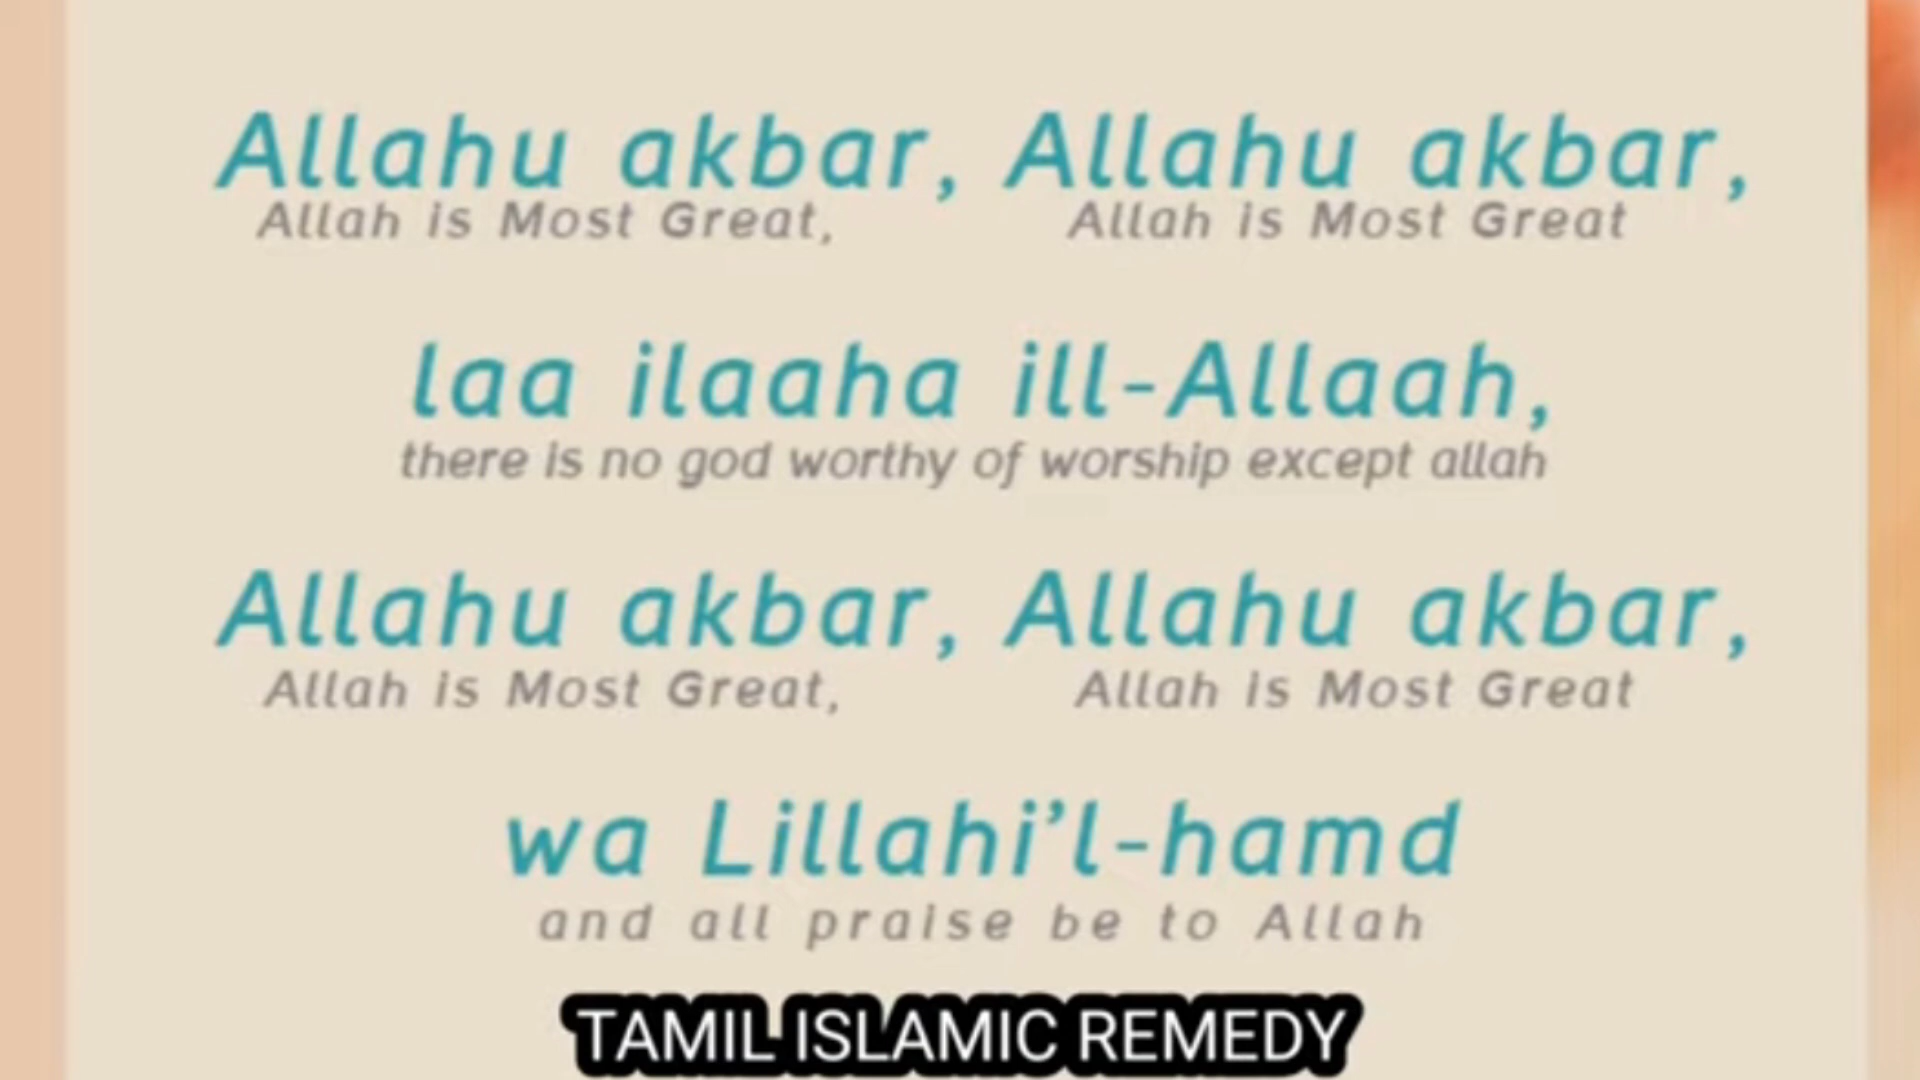 Allahu akbar, Allahu akbar,
Allah is Most Great, Allah is Most Great
laa ilaaha ill-Allaah,
there is no god worthy of worship except allah
Allahu akbar, Allahu akbar,
Allah is Most Great, Allah is Most Great
wa Lillahi’l-hamd
and all praise be to Allah
TAMIL ISLAMIC REMEDY